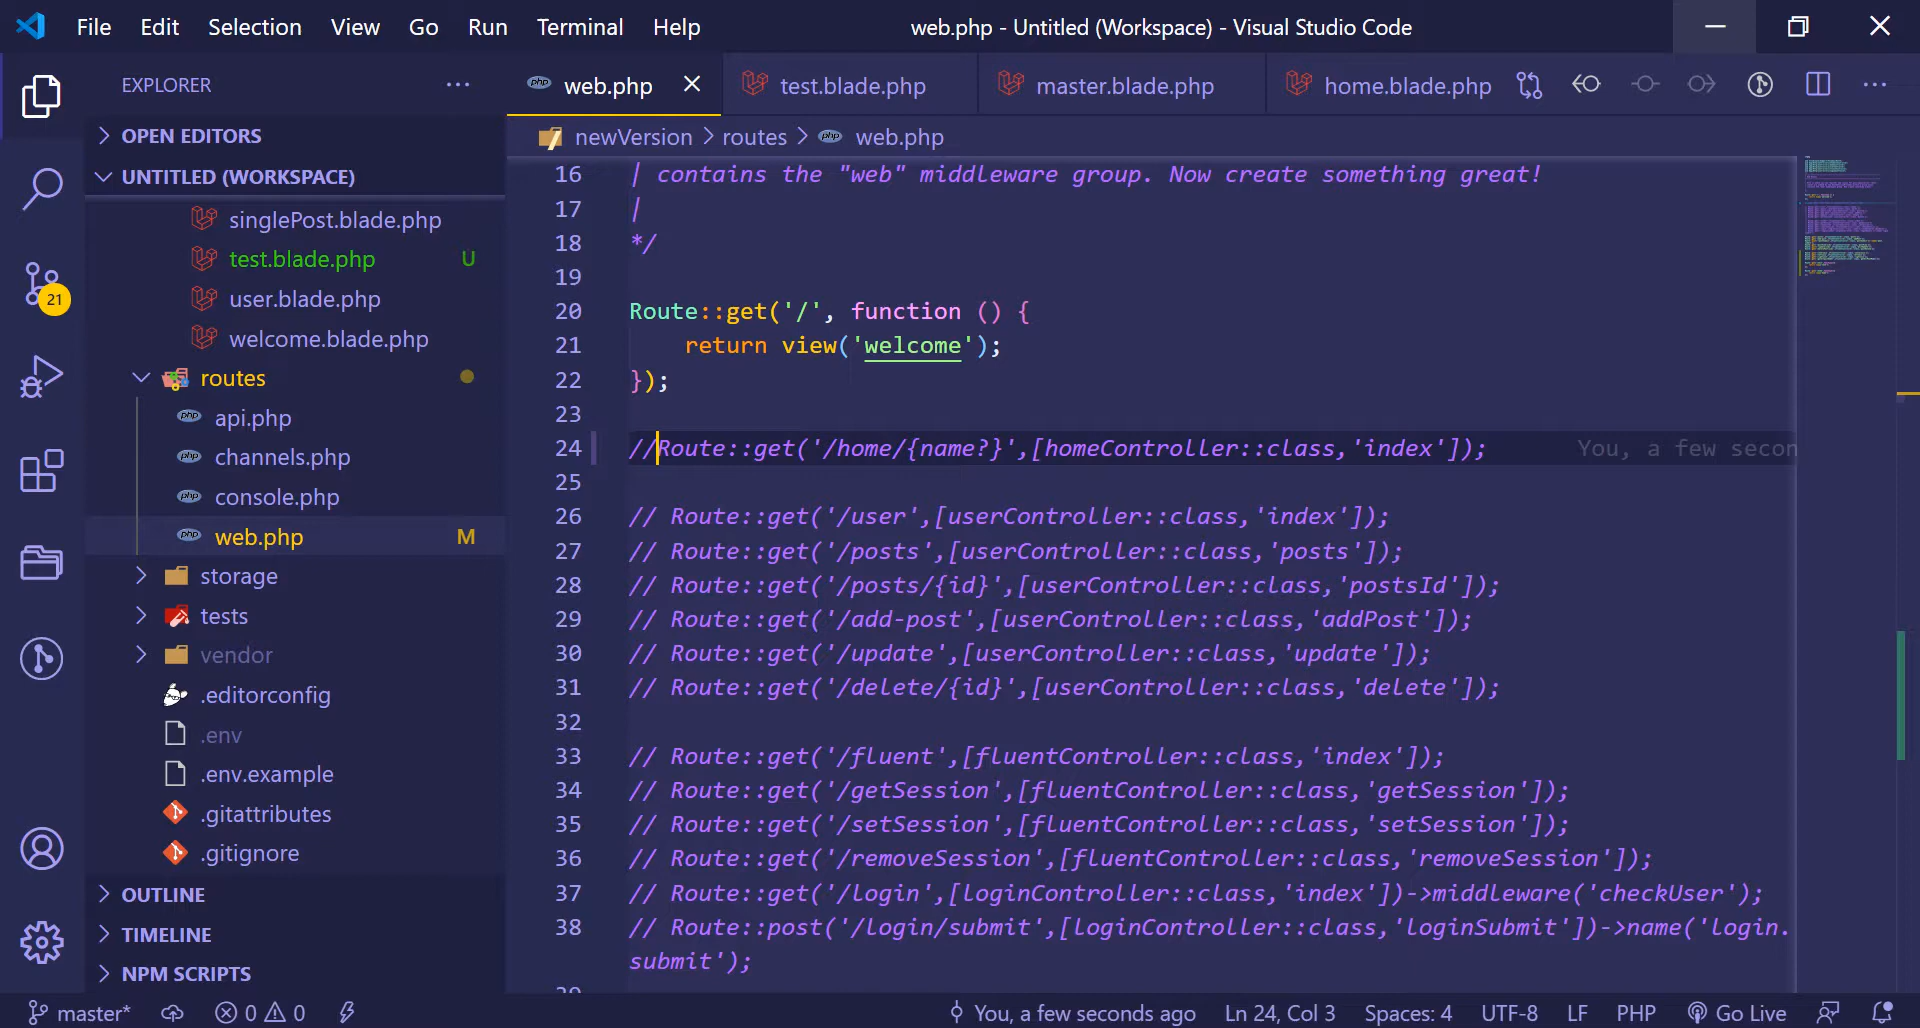 File Edit Selection View Go Run Terminal Help
web.php - Untitled (Workspace) - Visual Studio Code
EXPLORER
OPEN EDITORS
UNTITLED (WORKSPACE)
singlePost.blade.php
test.blade.php U
user.blade.php
welcome.blade.php
routes
php api.php
php channels.php
php console.php
php web.php M
storage
tests
vendor
.editorconfig
.env
.env.example
.gitattributes
.gitignore
OUTLINE
TIMELINE
NPM SCRIPTS
21
php web.php
test.blade.php
master.blade.php
home.blade.php
newVersion > routes > php web.php
16 | contains the "web" middleware group. Now create something great!
17 |
18 */
19
20 Route::get('/', function () {
21 return view('welcome');
22 });
23
24 //Route::get('/home/{name?}',[homeController::class,'index']); You, a few secon
25
26 // Route::get('/user',[userController::class,'index']);
27 // Route::get('/posts',[userController::class,'posts']);
28 // Route::get('/posts/{id}',[userController::class,'postsId']);
29 // Route::get('/add-post',[userController::class,'addPost']);
30 // Route::get('/update',[userController::class,'update']);
31 // Route::get('/delete/{id}',[userController::class,'delete']);
32
33 // Route::get('/fluent',[fluentController::class,'index']);
34 // Route::get('/getSession',[fluentController::class,'getSession']);
35 // Route::get('/setSession',[fluentController::class,'setSession']);
36 // Route::get('/removeSession',[fluentController::class,'removeSession']);
37 // Route::get('/login',[loginController::class,'index'])->middleware('checkUser');
38 // Route::post('/login/submit',[loginController::class,'loginSubmit'])->name('login.
submit');
master* 0 0 You, a few seconds ago Ln 24, Col 3 Spaces: 4 UTF-8 LF PHP Go Live